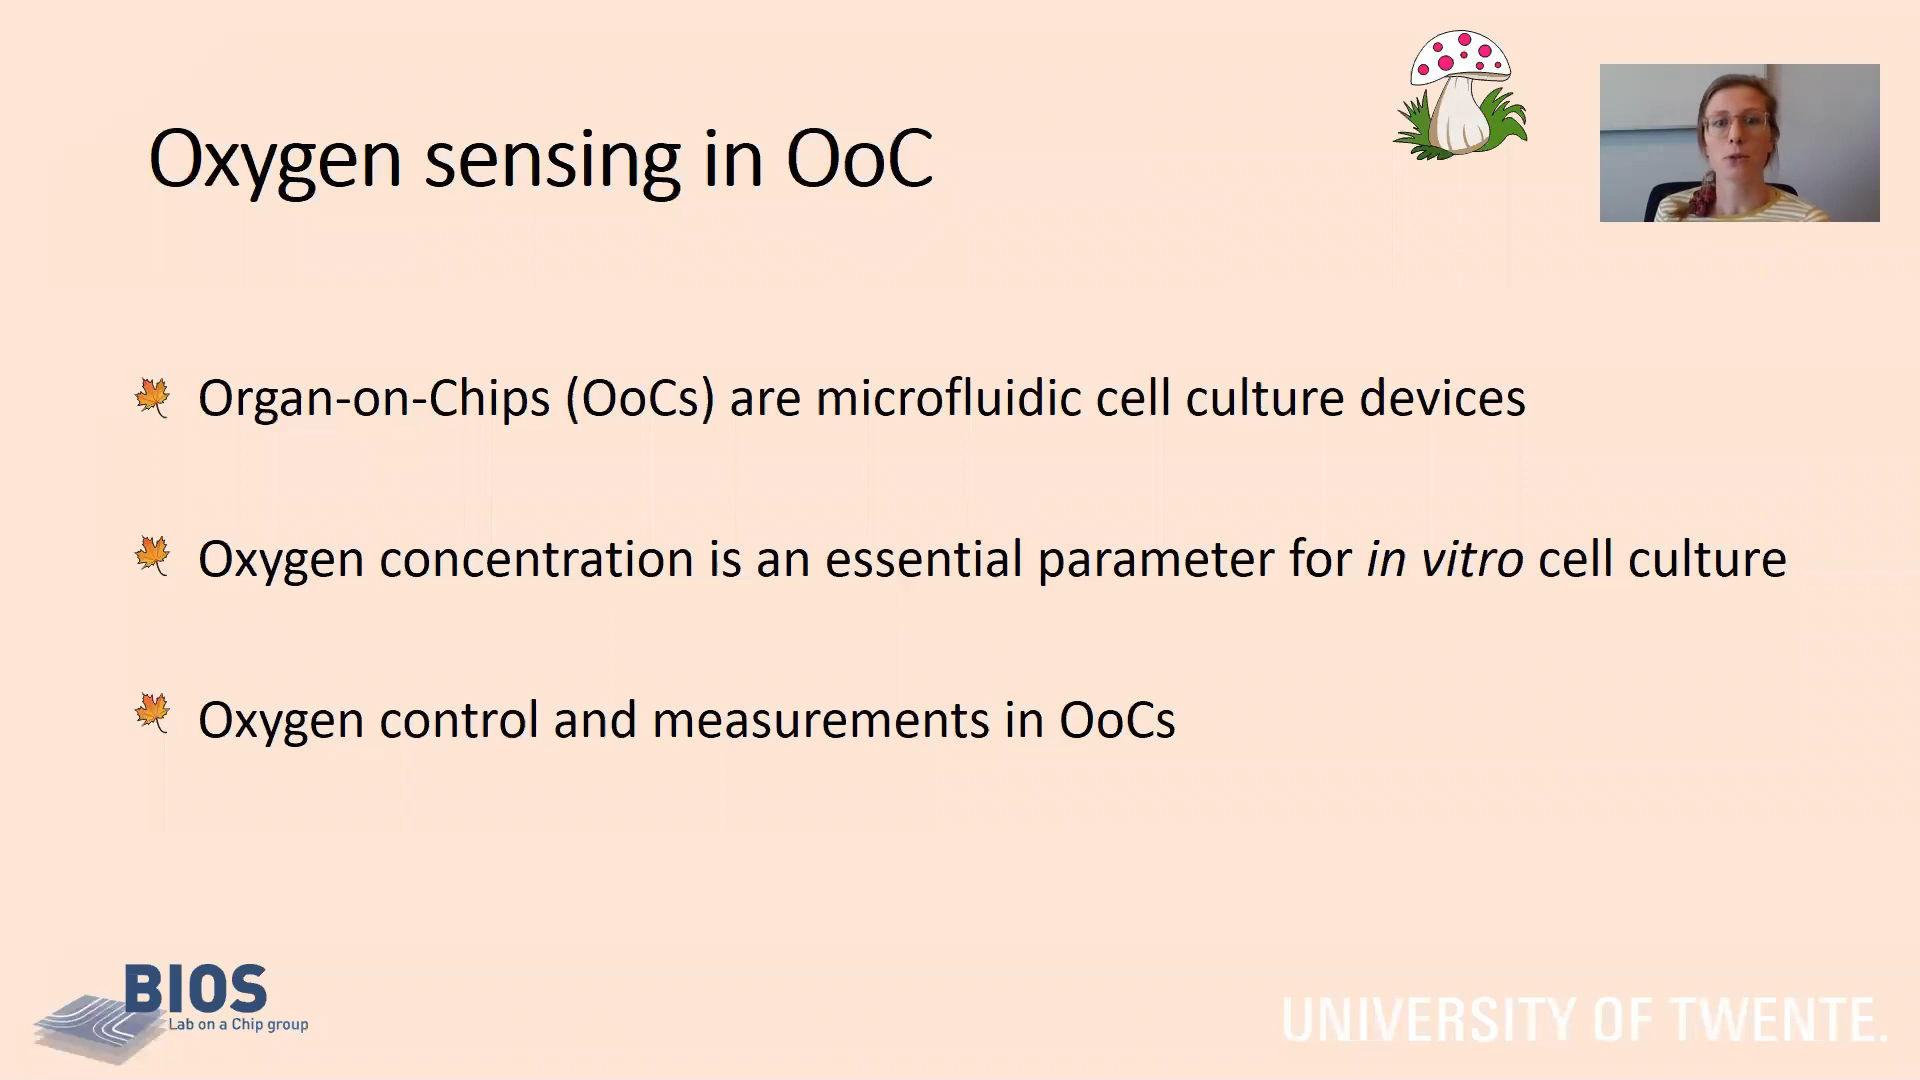 Oxygen sensing in OoC
Organ-on-Chips (OoCs) are microfluidic cell culture devices
Oxygen concentration is an essential parameter for in vitro cell culture
Oxygen control and measurements in OoCs
BIOS
Lab on a Chip group
UNIVERSITY OF TWENTE.